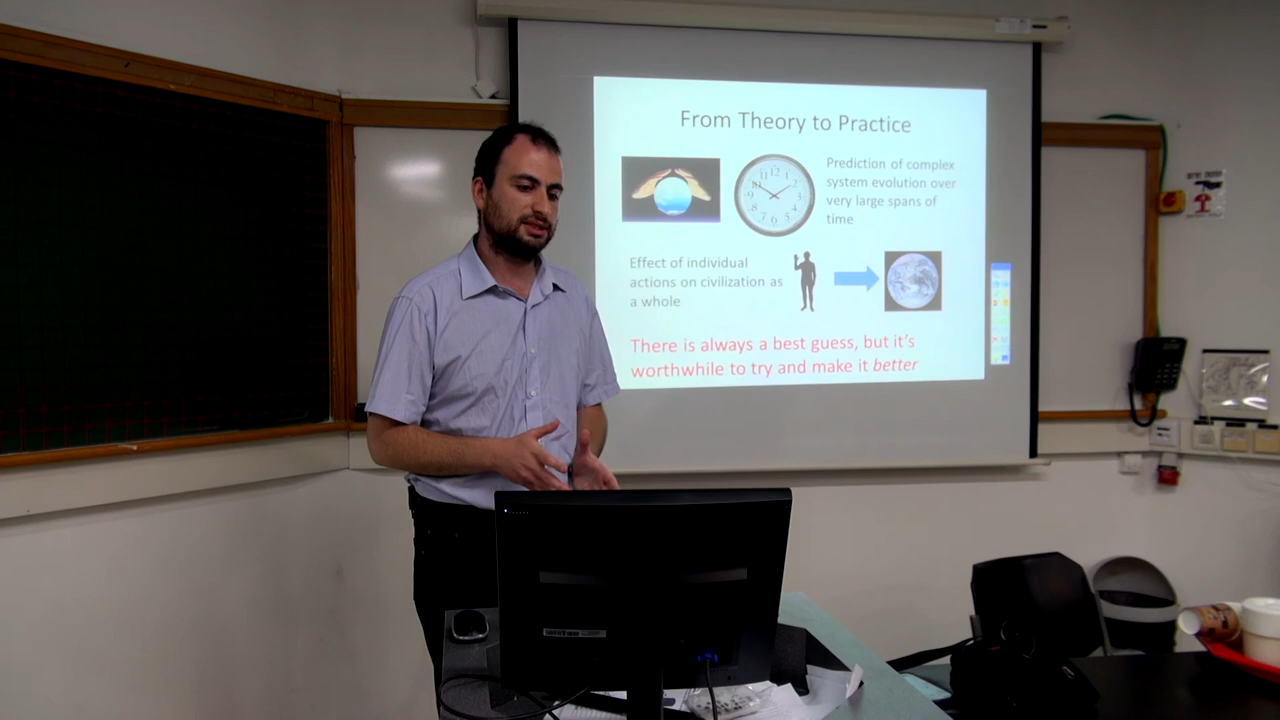 From Theory to Practice
Prediction of complex
system evolution over
very large spans of
time
Effect of individual
actions on civilization as
a whole
There is always a best guess, but it's
worthwhile to try and make it better